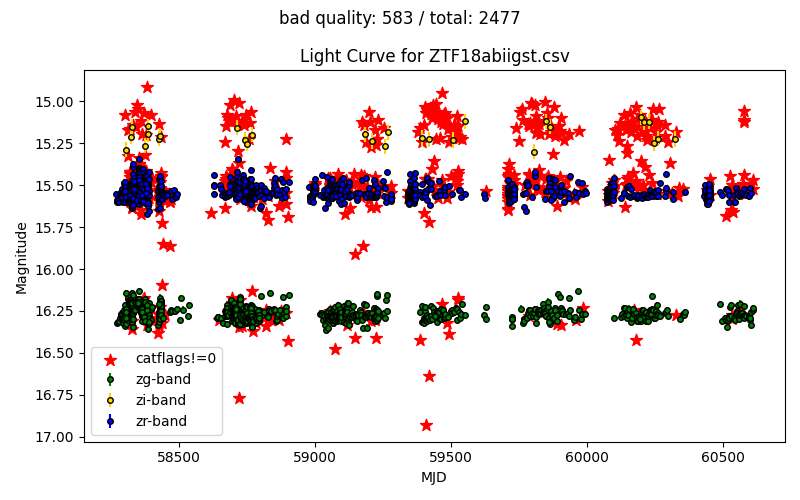 bad quality: 583 / total: 2477
Light Curve for ZTF18abiigst.csv
15.00
15.25
15.50
15.75
16.00
16.25
16.50
16.75
17.00
Magnitude
catflags!=0
zg-band
zi-band
zr-band
58500 59000 59500 60000 60500
MJD